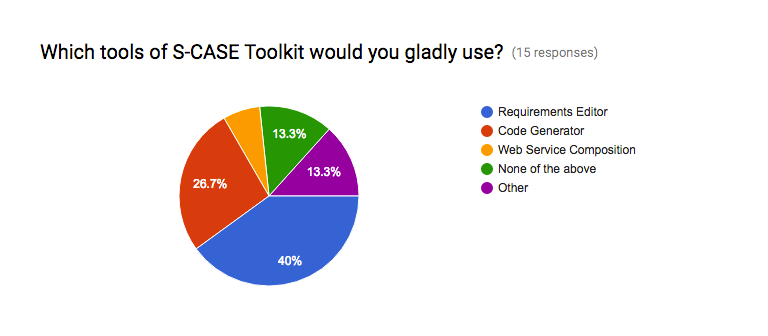 Which tools of S-CASE Toolkit would you gladly use? (15 responses)
Requirements Editor
Code Generator
Web Service Composition
None of the above
Other
13.3%
13.3%
26.7%
40%